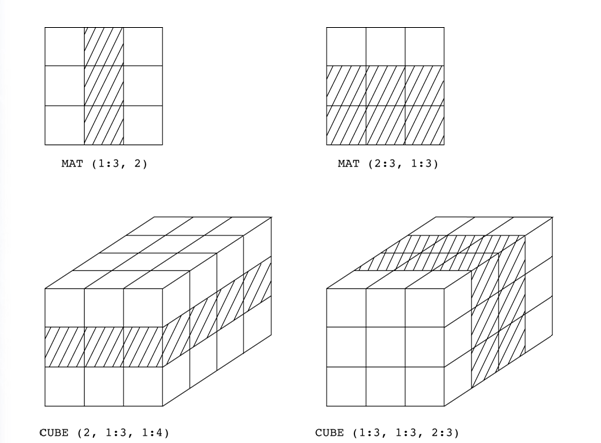 MAT (1:3, 2)
MAT (2:3, 1:3)
CUBE (2, 1:3, 1:4)
CUBE (1:3, 1:3, 2:3)